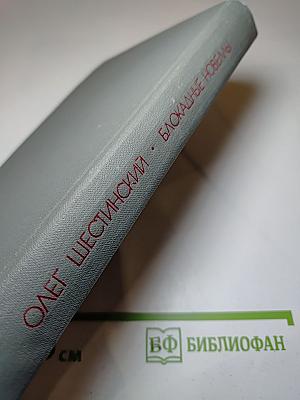 ОЛЕГ ШЕСТИНСКИЙ · БЛОКАДНЫЕ НОВЕЛЛЫ
см
БФ БИБЛИОФАН